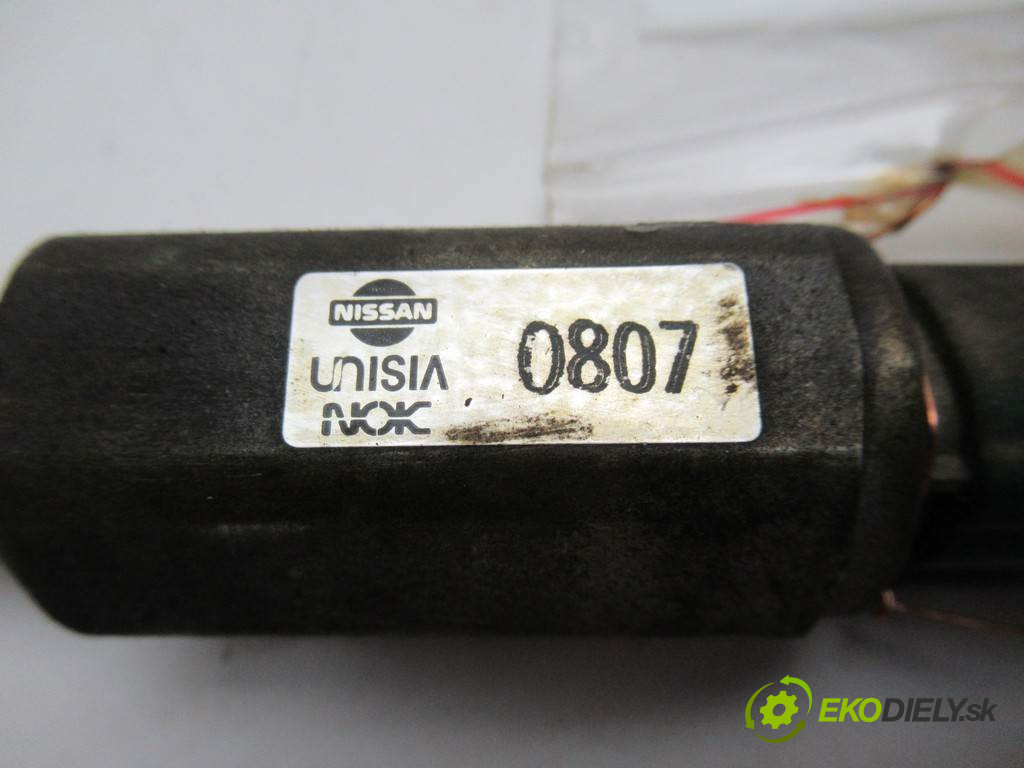 NISSAN
UNISIA
NOK
0807
EKODIELY.sk